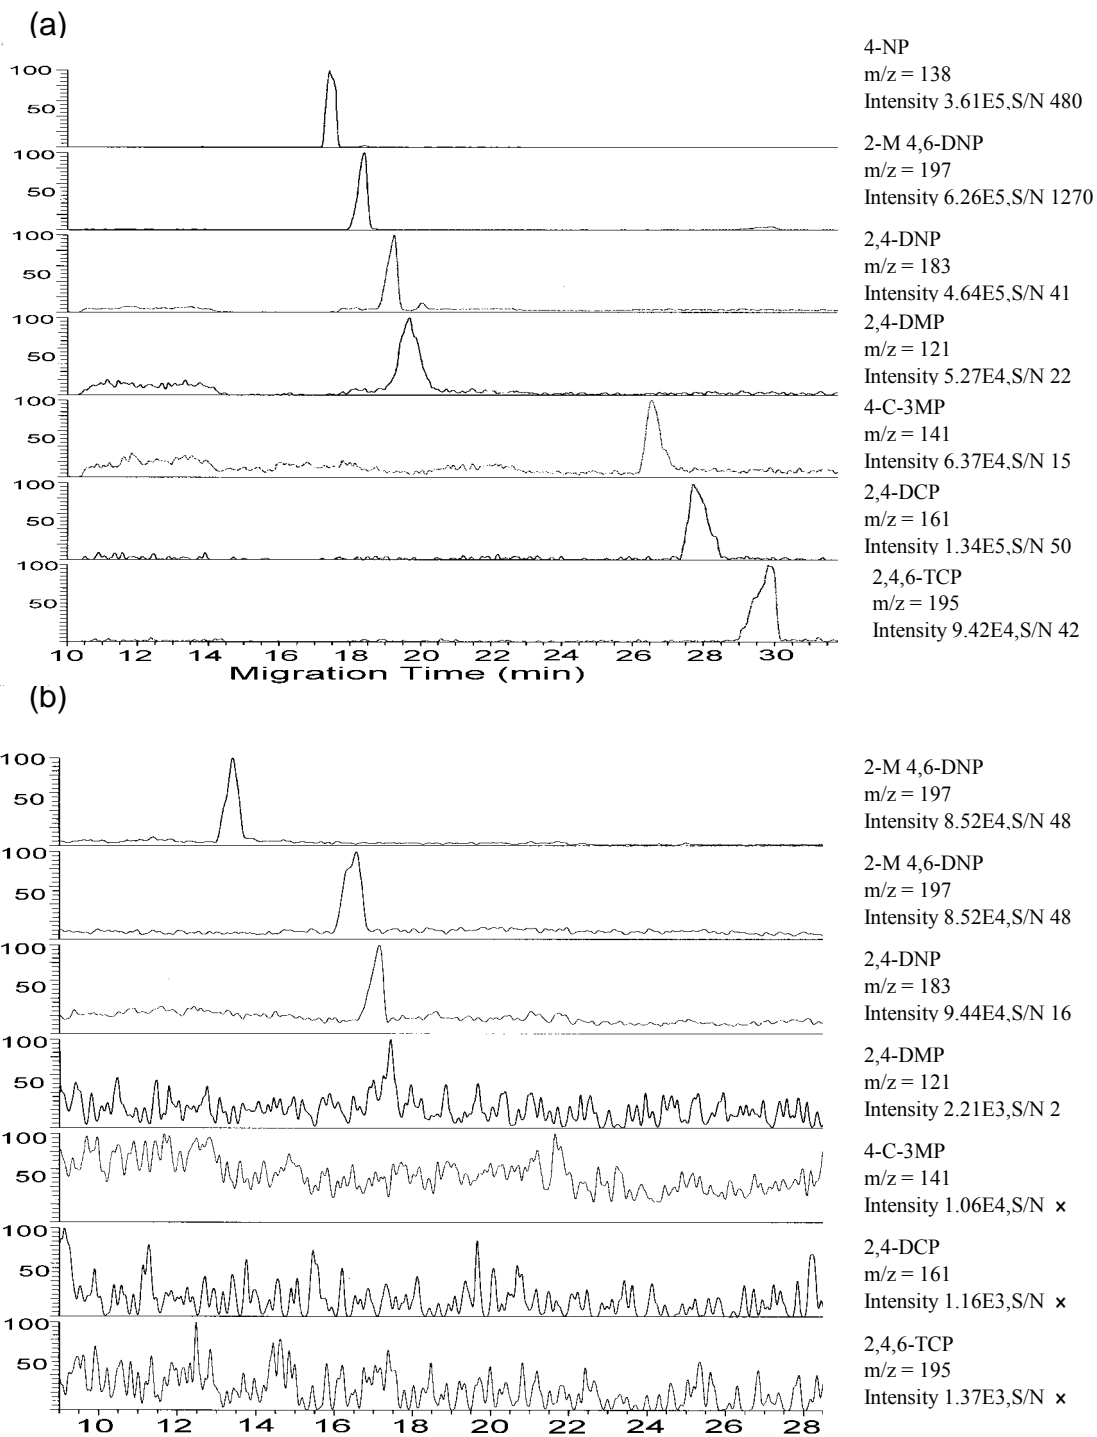 (a)
4-NP
m/z = 138
Intensity 3.61E5,S/N 480
100
50
2-M 4,6-DNP
m/z = 197
Intensity 6.26E5,S/N 1270
100
50
2,4-DNP
m/z = 183
Intensity 4.64E5,S/N 41
100
50
2,4-DMP
m/z = 121
Intensity 5.27E4,S/N 22
100
50
4-C-3MP
m/z = 141
Intensity 6.37E4,S/N 15
100
50
2,4-DCP
m/z = 161
Intensity 1.34E5,S/N 50
100
50
2,4,6-TCP
m/z = 195
Intensity 9.42E4,S/N 42
100
50
10 12 14 16 18 20 22 24 26 28 30
Migration Time (min)
(b)
2-M 4,6-DNP
m/z = 197
Intensity 8.52E4,S/N 48
100
50
2-M 4,6-DNP
m/z = 197
Intensity 8.52E4,S/N 48
100
50
2,4-DNP
m/z = 183
Intensity 9.44E4,S/N 16
100
50
2,4-DMP
m/z = 121
Intensity 2.21E3,S/N 2
100
50
4-C-3MP
m/z = 141
Intensity 1.06E4,S/N x
100
50
2,4-DCP
m/z = 161
Intensity 1.16E3,S/N x
100
50
2,4,6-TCP
m/z = 195
Intensity 1.37E3,S/N x
100
50
10 12 14 16 18 20 22 24 26 28